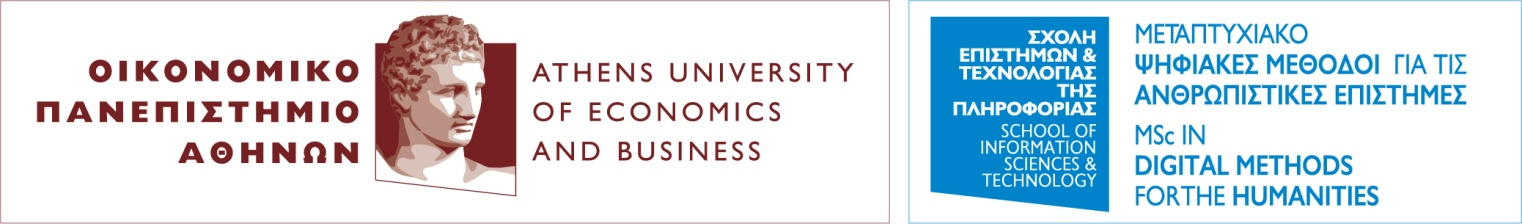 ΟΙΚΟΝΟΜΙΚΟ
ΠΑΝΕΠΙΣΤΗΜΙΟ
ΑΘΗΝΩΝ
ATHENS UNIVERSITY
OF ECONOMICS
AND BUSINESS
ΣΧΟΛΗ
ΕΠΙΣΤΗΜΩΝ &
ΤΕΧΝΟΛΟΓΙΑΣ
ΤΗΣ
ΠΛΗΡΟΦΟΡΙΑΣ
SCHOOL OF
INFORMATION
SCIENCES &
TECHNOLOGY
ΜΕΤΑΠΤΥΧΙΑΚΟ
ΨΗΦΙΑΚΕΣ ΜΕΘΟΔΟΙ ΓΙΑ ΤΙΣ
ΑΝΘΡΩΠΙΣΤΙΚΕΣ ΕΠΙΣΤΗΜΕΣ
MSc IN
DIGITAL METHODS
FORTHE HUMANITIES